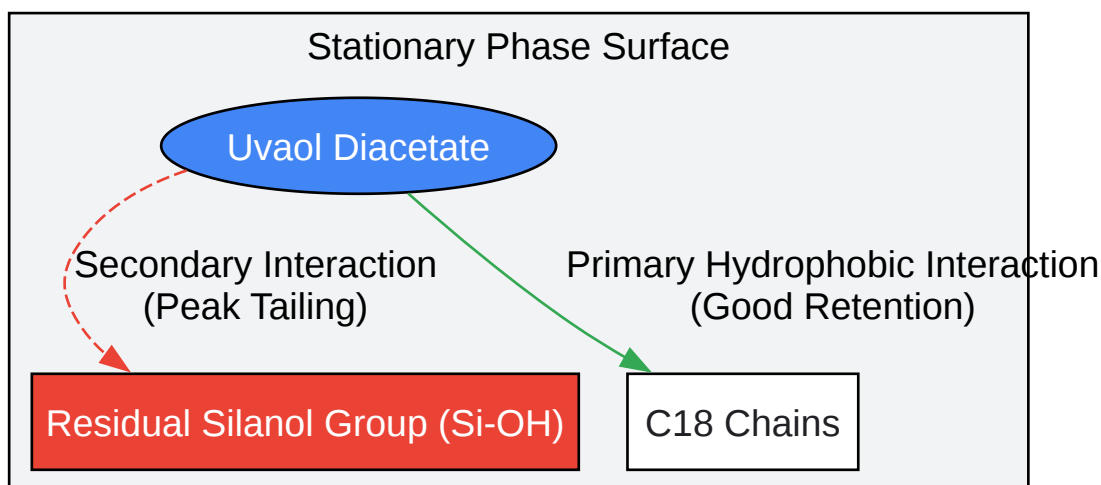 Stationary Phase Surface
Uvaol Diacetate
Secondary Interaction
(Peak Tailing)
Primary Hydrophobic Interaction
(Good Retention)
Residual Silanol Group (Si-OH)
C18 Chains